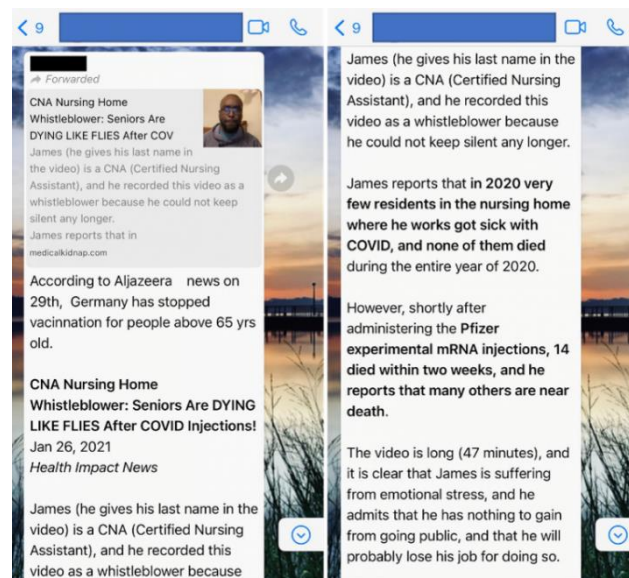 9
Forwarded
CNA Nursing Home
Whistleblower: Seniors Are
DYING LIKE FLIES After COV
James (he gives his last name in
the video) is a CNA (Certified Nursing
Assistant), and he recorded this video as a
whistleblower because he could not keep
silent any longer.
James reports that in
medicalkidnap.com
According to Aljazeera news on
29th, Germany has stopped
vacinnation for people above 65 yrs
old.
CNA Nursing Home
Whistleblower: Seniors Are DYING
LIKE FLIES After COVID Injections!
Jan 26, 2021
Health Impact News
James (he gives his last name in the
video) is a CNA (Certified Nursing
Assistant), and he recorded this
video as a whistleblower because
9
James (he gives his last name in the
video) is a CNA (Certified Nursing
Assistant), and he recorded this
video as a whistleblower because
he could not keep silent any longer.
James reports that in 2020 very
few residents in the nursing home
where he works got sick with
COVID, and none of them died
during the entire year of 2020.
However, shortly after
administering the Pfizer
experimental mRNA injections, 14
died within two weeks, and he
reports that many others are near
death.
The video is long (47 minutes), and
it is clear that James is suffering
from emotional stress, and he
admits that he has nothing to gain
from going public, and that he will
probably lose his job for doing so.